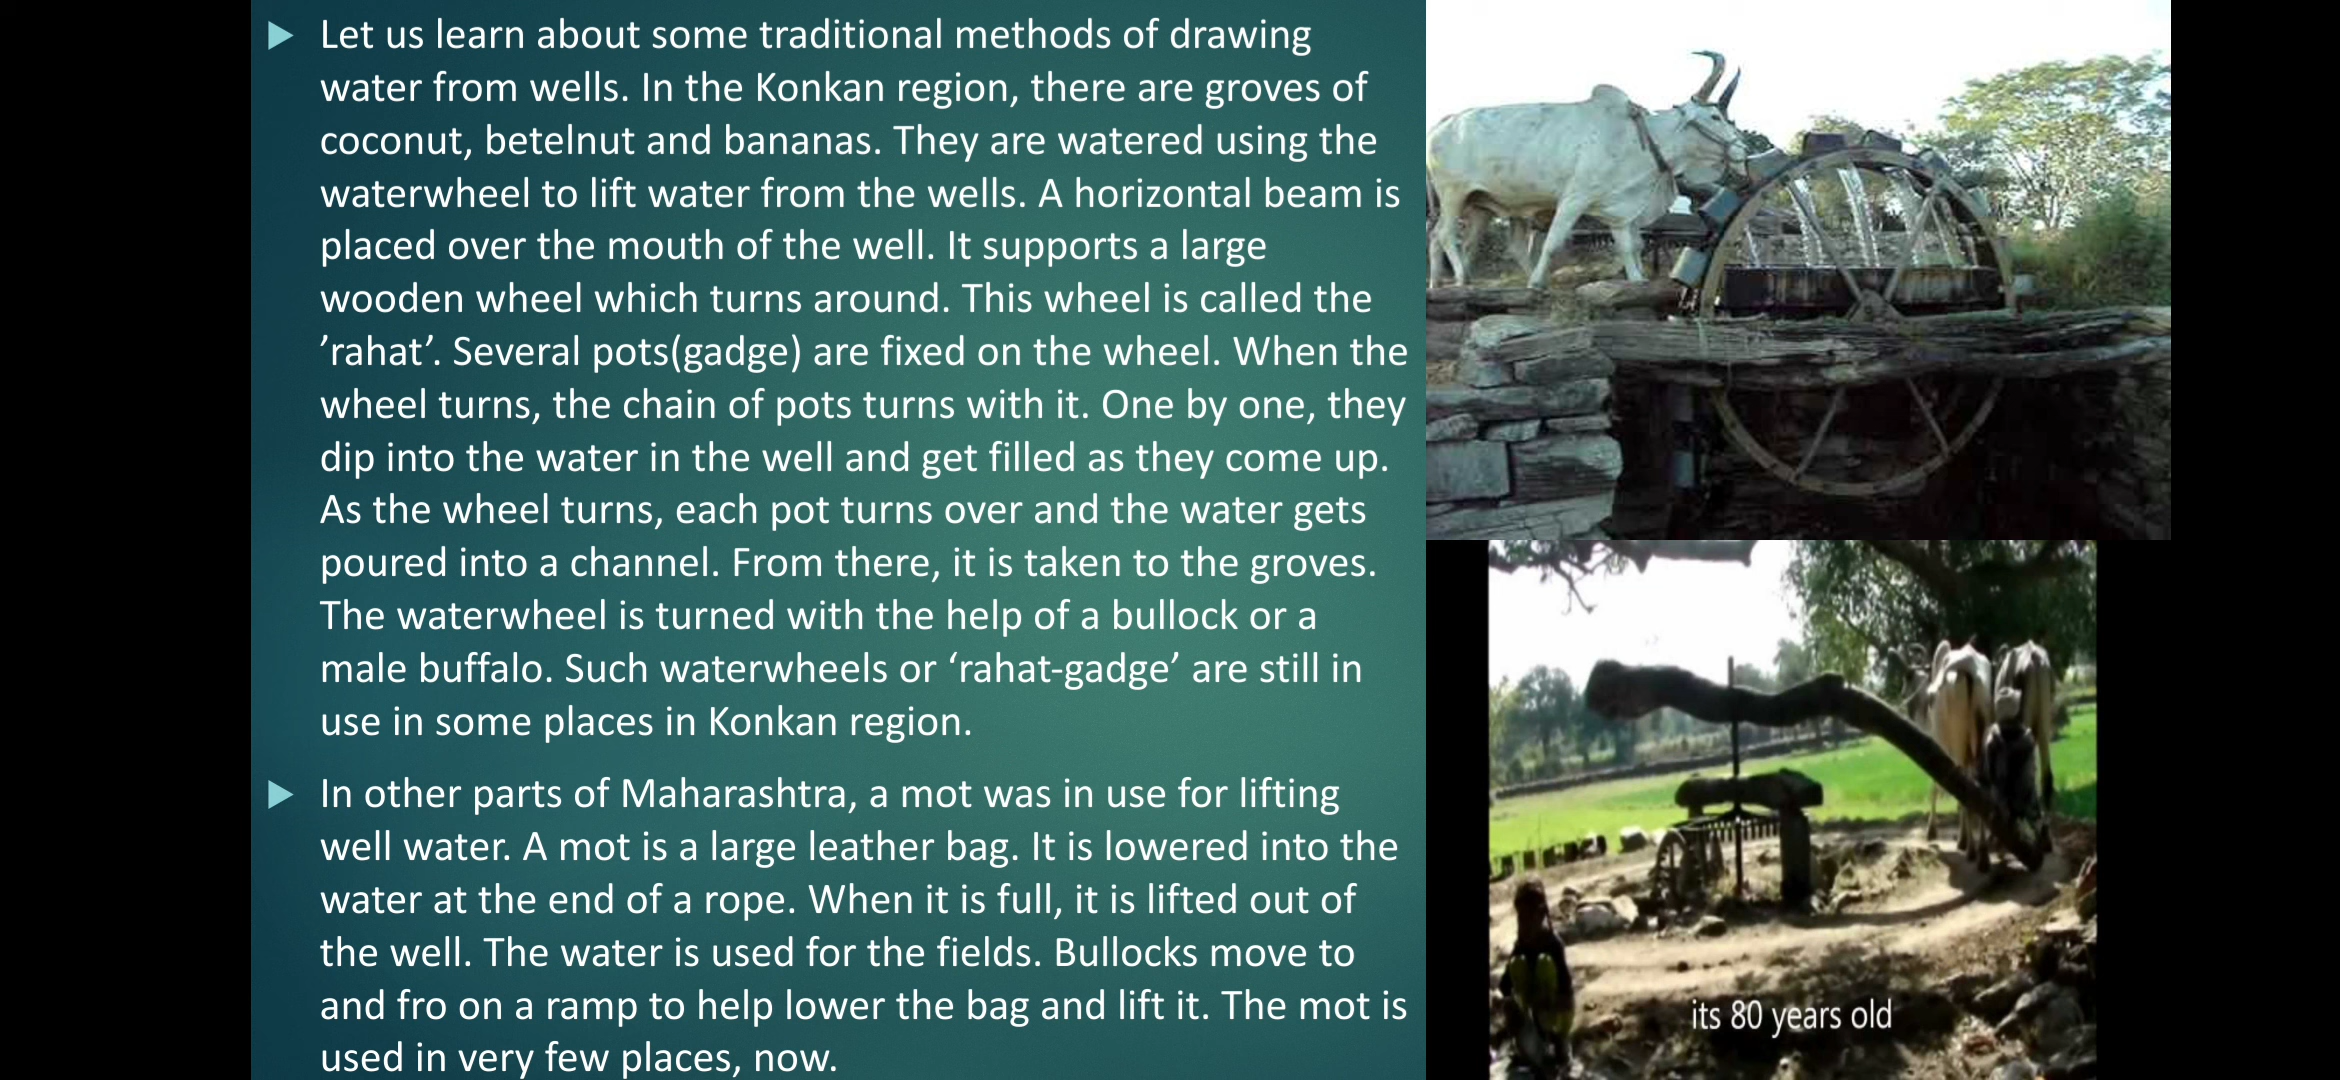 Let us learn about some traditional methods of drawing
water from wells. In the Konkan region, there are groves of
coconut, betelnut and bananas. They are watered using the
waterwheel to lift water from the wells. A horizontal beam is
placed over the mouth of the well. It supports a large
wooden wheel which turns around. This wheel is called the
’rahat’. Several pots(gadge) are fixed on the wheel. When the
wheel turns, the chain of pots turns with it. One by one, they
dip into the water in the well and get filled as they come up.
As the wheel turns, each pot turns over and the water gets
poured into a channel. From there, it is taken to the groves.
The waterwheel is turned with the help of a bullock or a
male buffalo. Such waterwheels or ‘rahat-gadge’ are still in
use in some places in Konkan region.
In other parts of Maharashtra, a mot was in use for lifting
well water. A mot is a large leather bag. It is lowered into the
water at the end of a rope. When it is full, it is lifted out of
the well. The water is used for the fields. Bullocks move to
and fro on a ramp to help lower the bag and lift it. The mot is
used in very few places, now.
its 80 years old